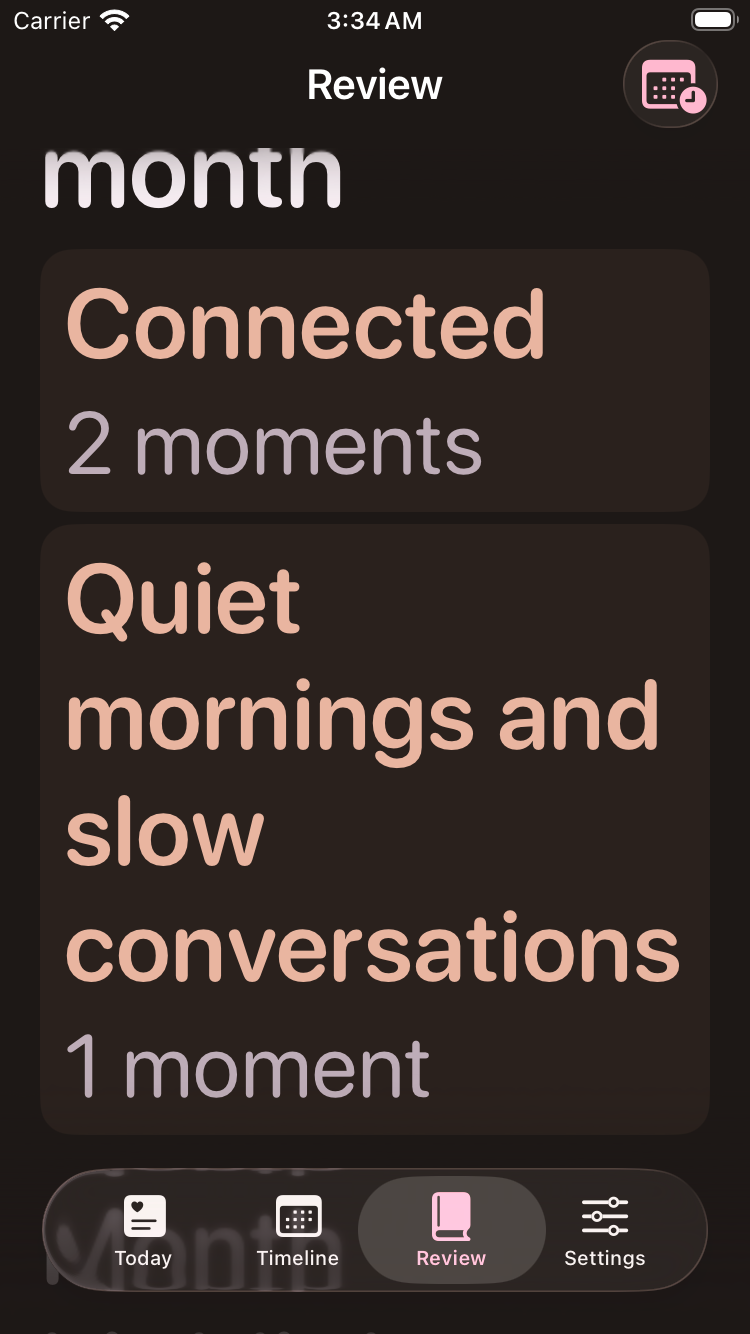 Carrier
3:34 AM
Review
month
Connected
2 moments
Quiet
mornings and
slow
conversations
1 moment
Month
Today
Timeline
Review
Settings